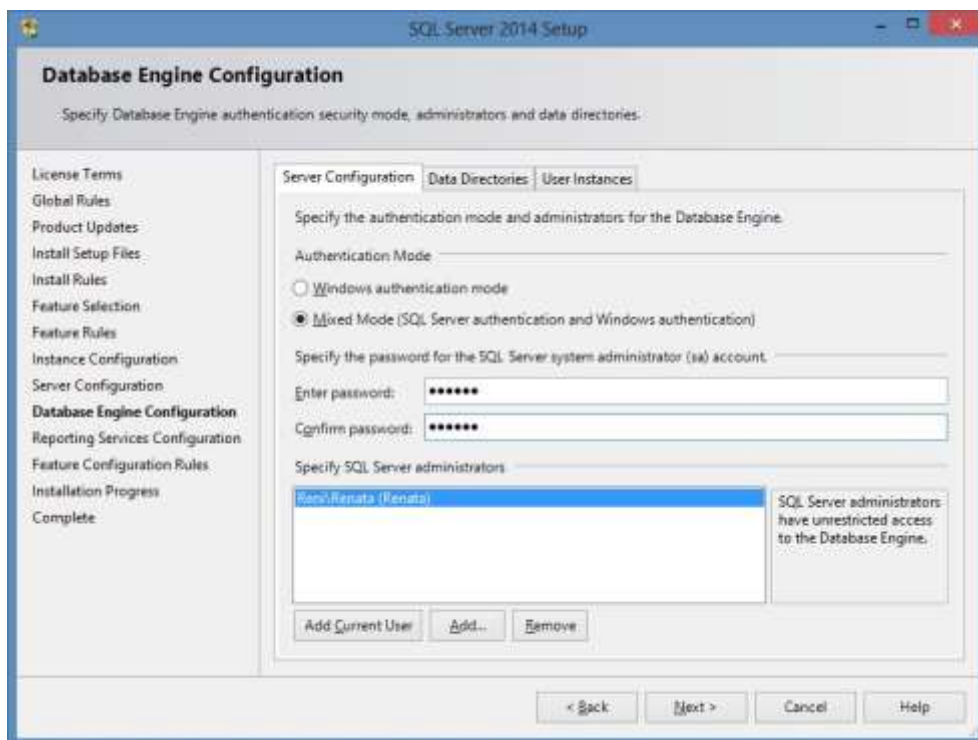 SQL Server 2014 Setup
Database Engine Configuration
Specify Database Engine authentication security mode, administrators and data directories.
License Terms
Global Rules
Product Updates
Install Setup Files
Install Rules
Feature Selection
Feature Rules
Instance Configuration
Server Configuration
Database Engine Configuration
Reporting Services Configuration
Feature Configuration Rules
Installation Progress
Complete
Server Configuration
Data Directories
User Instances
Specify the authentication mode and administrators for the Database Engine.
Authentication Mode
Windows authentication mode
Mixed Mode (SQL Server authentication and Windows authentication)
Specify the password for the SQL Server system administrator (sa) account.
Enter password: ●●●●●●
Confirm password: ●●●●●●
Specify SQL Server administrators
Reni\Renata (Renata)
SQL Server administrators
have unrestricted access
to the Database Engine.
Add Current User
Add...
Remove
< Back
Next >
Cancel
Help